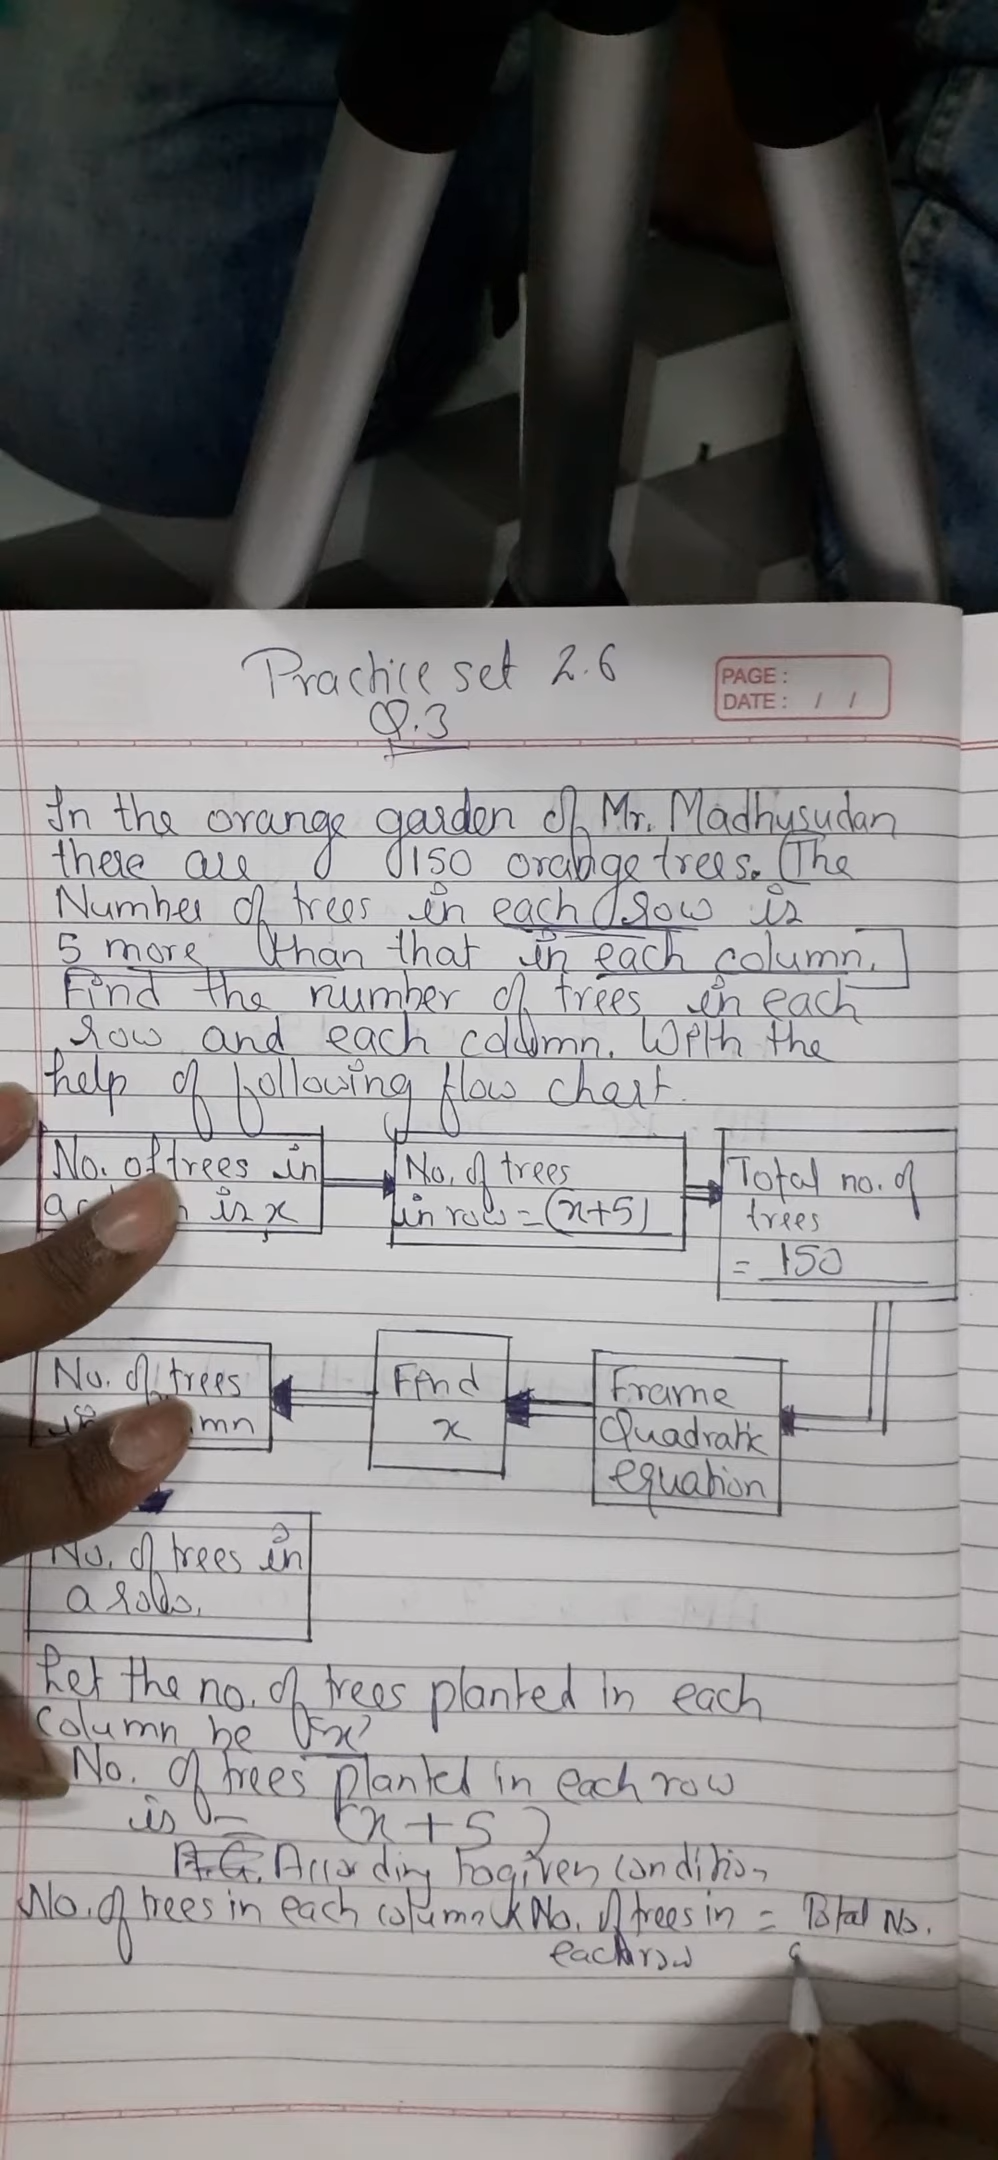 Practice set 2.6
PAGE :
DATE : / /
Q.3
In the orange garden of Mr. Madhusudan
there are 150 orange trees. The
Number of trees in each row is
5 more than that in each column.
Find the number of trees in each
row and each column. With the
help of following flow chart.
No. of trees in
is x
No. of trees
in row = (x+5)
Total no. of
trees
= 150
Frame
Quadratic
equation
Find
x
No. of trees
No. of trees in
a row.
Let the no. of trees planted in each
column be 'x'
No. of trees planted in each row
is = (x+5)
According to given condition
No. of trees in each column x No. of trees in = Total No.
each row